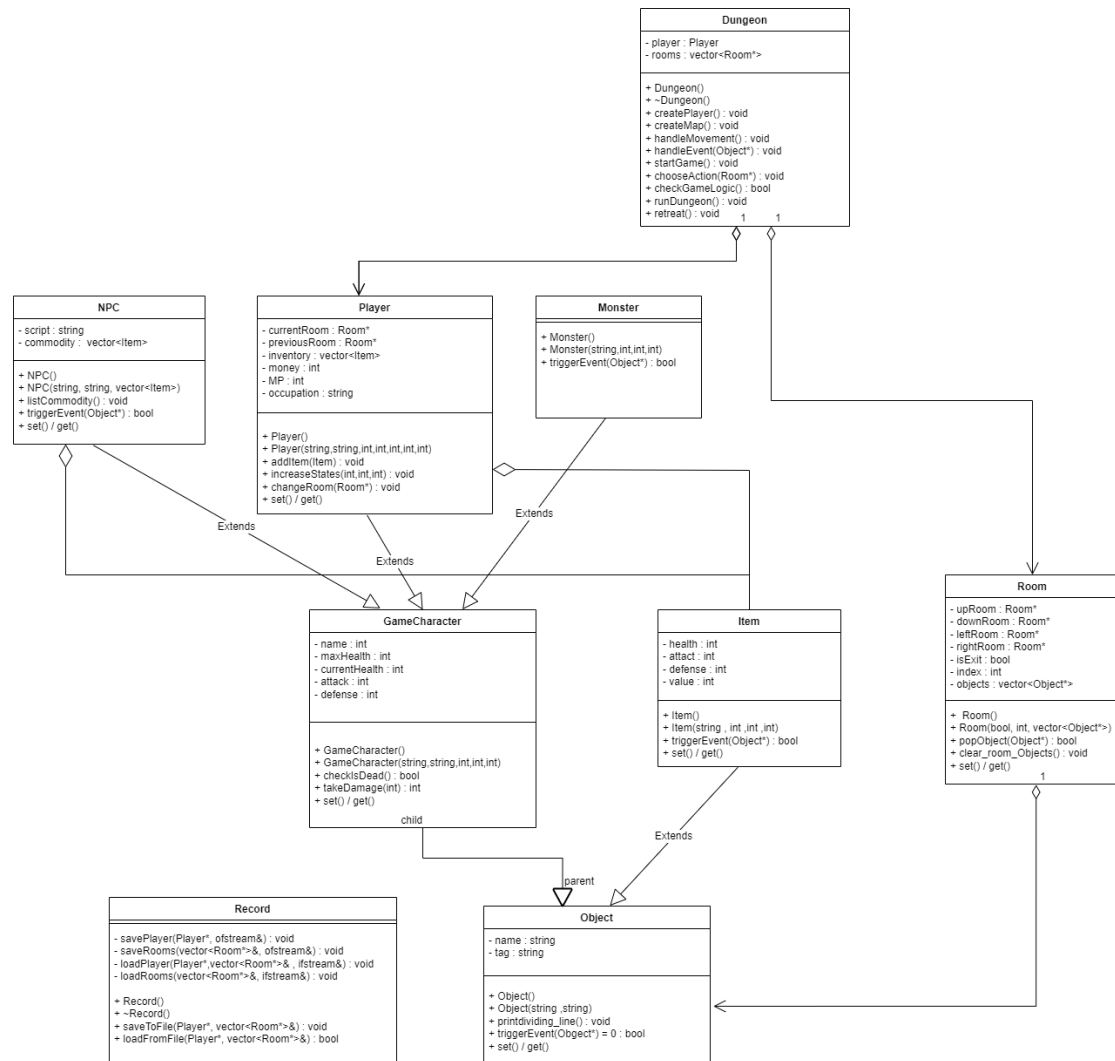 Dungeon
- player : Player
- rooms : vector<Room*>
+ Dungeon()
+ ~Dungeon()
+ createPlayer() : void
+ createMap() : void
+ handleMovement() : void
+ handleEvent(Object*) : void
+ startGame() : void
+ chooseAction(Room*) : void
+ checkGameLogic() : bool
+ runDungeon() : void
+ retreat() : void
1
1
NPC
- script : string
- commodity : vector<Item>
+ NPC()
+ NPC(string, string, vector<Item>)
+ listCommodity() : void
+ triggerEvent(Object*) : bool
+ set() / get()
Player
- currentRoom : Room*
- previousRoom : Room*
- inventory : vector<Item>
- money : int
- MP : int
- occupation : string
+ Player()
+ Player(string,string,int,int,int,int,int)
+ addItem(Item) : void
+ increaseStates(int,int,int) : void
+ changeRoom(Room*) : void
+ set() / get()
Monster
+ Monster()
+ Monster(string,int,int,int)
+ triggerEvent(Object*) : bool
Extends
Extends
Extends
GameCharacter
- name : int
- maxHealth : int
- currentHealth : int
- attack : int
- defense : int
+ GameCharacter()
+ GameCharacter(string,string,int,int,int)
+ checkIsDead() : bool
+ takeDamage(int) : int
+ set() / get()
child
Item
- health : int
- attact : int
- defense : int
- value : int
+ Item()
+ Item(string , int ,int ,int)
+ triggerEvent(Object*) : bool
+ set() / get()
Room
- upRoom : Room*
- downRoom : Room*
- leftRoom : Room*
- rightRoom : Room*
- isExit : bool
- index : int
- objects : vector<Object*>
+ Room()
+ Room(bool, int, vector<Object*>)
+ popObject(Object*) : bool
+ clear_room_Objects() : void
+ set() / get()
1
Extends
parent
Record
- savePlayer(Player*, ofstream&) : void
- saveRooms(vector<Room*>&, ofstream&) : void
- loadPlayer(Player*,vector<Room*>& , ifstream&) : void
- loadRooms(vector<Room*>&, ifstream&) : void
+ Record()
+ ~Record()
+ saveToFile(Player*, vector<Room*>&) : void
+ loadFromFile(Player*, vector<Room*>&) : bool
Object
- name : string
- tag : string
+ Object()
+ Object(string ,string)
+ printdividing_line() : void
+ triggerEvent(Obgect*) = 0 : bool
+ set() / get()